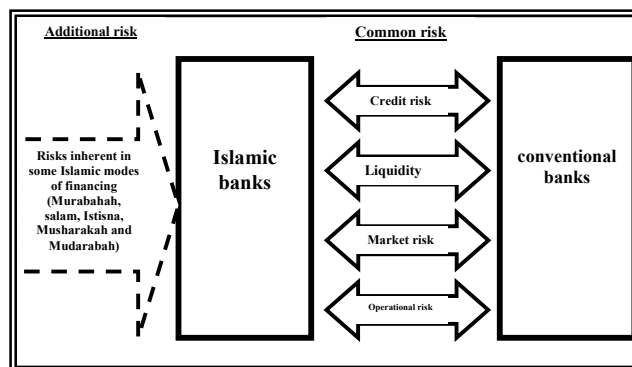 Additional risk
Common risk
Risks inherent in
some Islamic modes
of financing
(Murabahah,
salam, Istisna,
Musharakah and
Mudarabah)
Islamic
banks
Credit risk
Liquidity
Market risk
Operational risk
conventional
banks